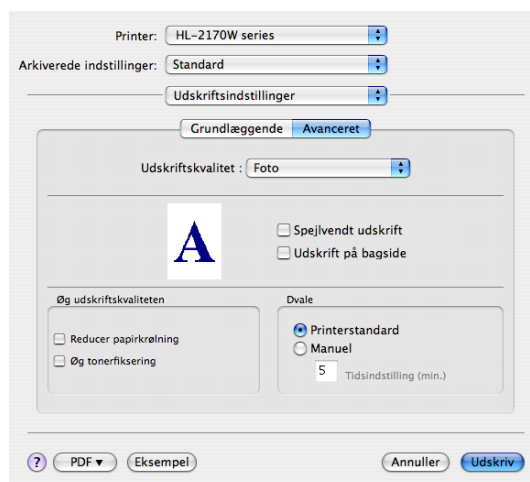 Printer: HL-2170W series
Arkiverede indstillinger: Standard
Udskriftsindstillinger
Grundlæggende Avanceret
Udskriftskvalitet : Foto
A
Spejlvendt udskrift
Udskrift på bagside
Øg udskriftskvaliteten
Reducer papirkrølning
Øg tonerfiksering
Dvale
Printerstandard
Manuel
5 Tidsindstilling (min.)
? PDF▼ Eksempel Annuller Udskriv